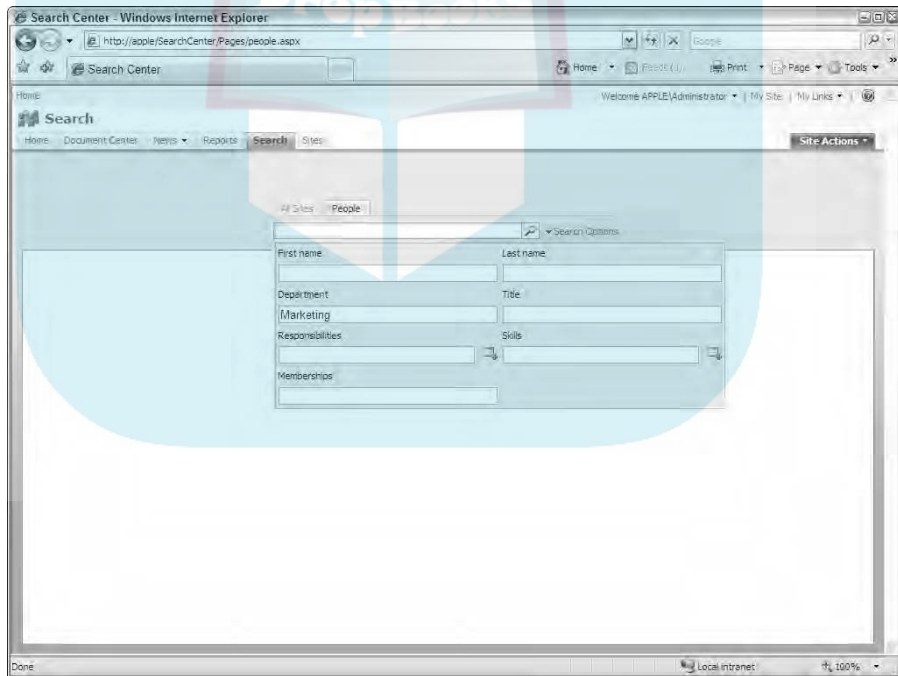 Search Center - Windows Internet Explorer
http://apple/SearchCenter/Pages/people.aspx
Google
Search Center
Home
Print
Page
Tools
Home
Welcome APPLE\Administrator
My Site
My Links
Search
Home
Document Center
News
Reports
Search
Sites
Site Actions
All Sites
People
Search Options
First name
Last name
Department
Title
Marketing
Responsibilities
Skills
Memberships
Done
Local intranet
100%